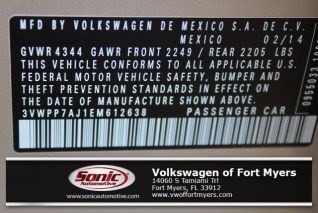 MFD BY VOLKSWAGEN DE MEXICO S.A. DE C.V.
MEXICO 02/14
GVWR 4344 GAWR FRONT 2249 / REAR 2205 LBS
THIS VEHICLE CONFORMS TO ALL APPLICABLE U.S.
FEDERAL MOTOR VEHICLE SAFETY, BUMPER AND
THEFT PREVENTION STANDARDS IN EFFECT ON
THE DATE OF MANUFACTURE SHOWN ABOVE
3VWPP7AJ1EM612638 PASSENGER CAR
Sonic
Automotive
Volkswagen of Fort Myers
14060 S Tamiami Trl
Fort Myers, FL 33912
www.vwoffortmyers.com